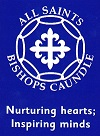 ALL SAINTS
BISHOPS CAUNDLE
Nurturing hearts;
Inspiring minds